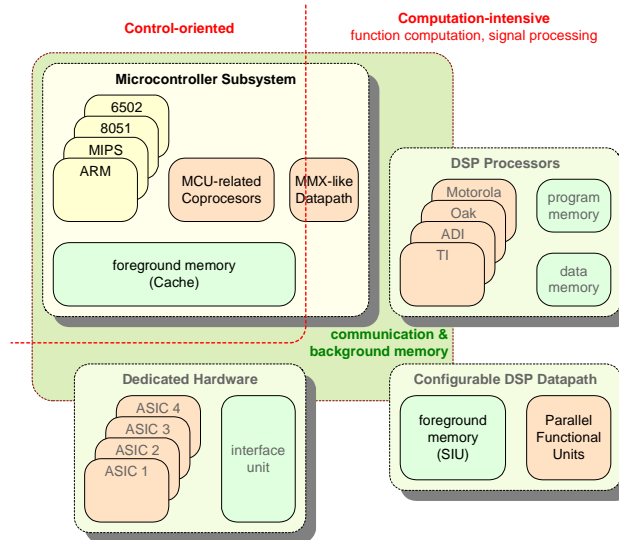 Control-oriented
Computation-intensive
function computation, signal processing
Microcontroller Subsystem
6502
8051
MIPS
ARM
MCU-related
Coprocesors
MMX-like
Datapath
foreground memory
(Cache)
DSP Processors
Motorola
Oak
ADI
TI
program
memory
data
memory
communication &
background memory
Dedicated Hardware
ASIC 4
ASIC 3
ASIC 2
ASIC 1
interface
unit
Configurable DSP Datapath
foreground
memory
(SIU)
Parallel
Functional
Units